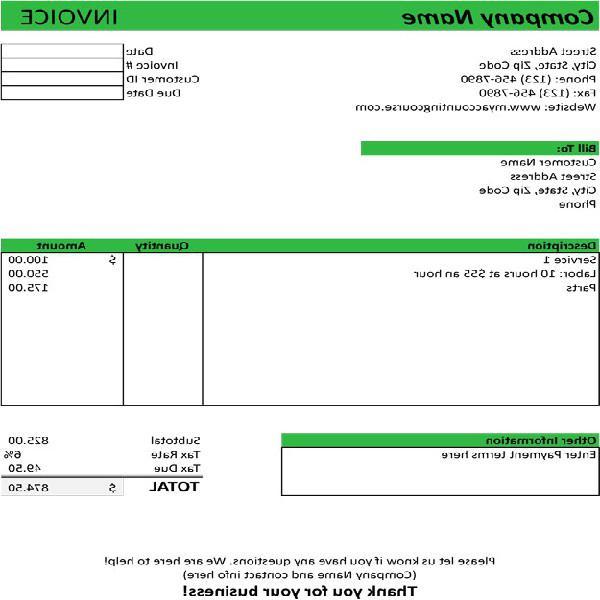 Company Name INVOICE
Street Address Date
City, State, Zip Code Invoice #
Phone: (123) 456-7890 Customer ID
Fax: (123) 456-7890 Due Date
Website: www.myaccountingcourse.com
Bill To:
Customer Name
Street Address
City, State, Zip Code
Phone
Description Quantity Amount
Service 1 $ 100.00
Labor: 10 hours at $55 an hour 550.00
Parts 175.00
Other Information Subtotal 825.00
Enter Payment terms here Tax Rate 6%
Tax Due 49.50
TOTAL $ 874.50
Please let us know if you have any questions. We are here to help!
(Company Name and contact info here)
Thank you for your business!